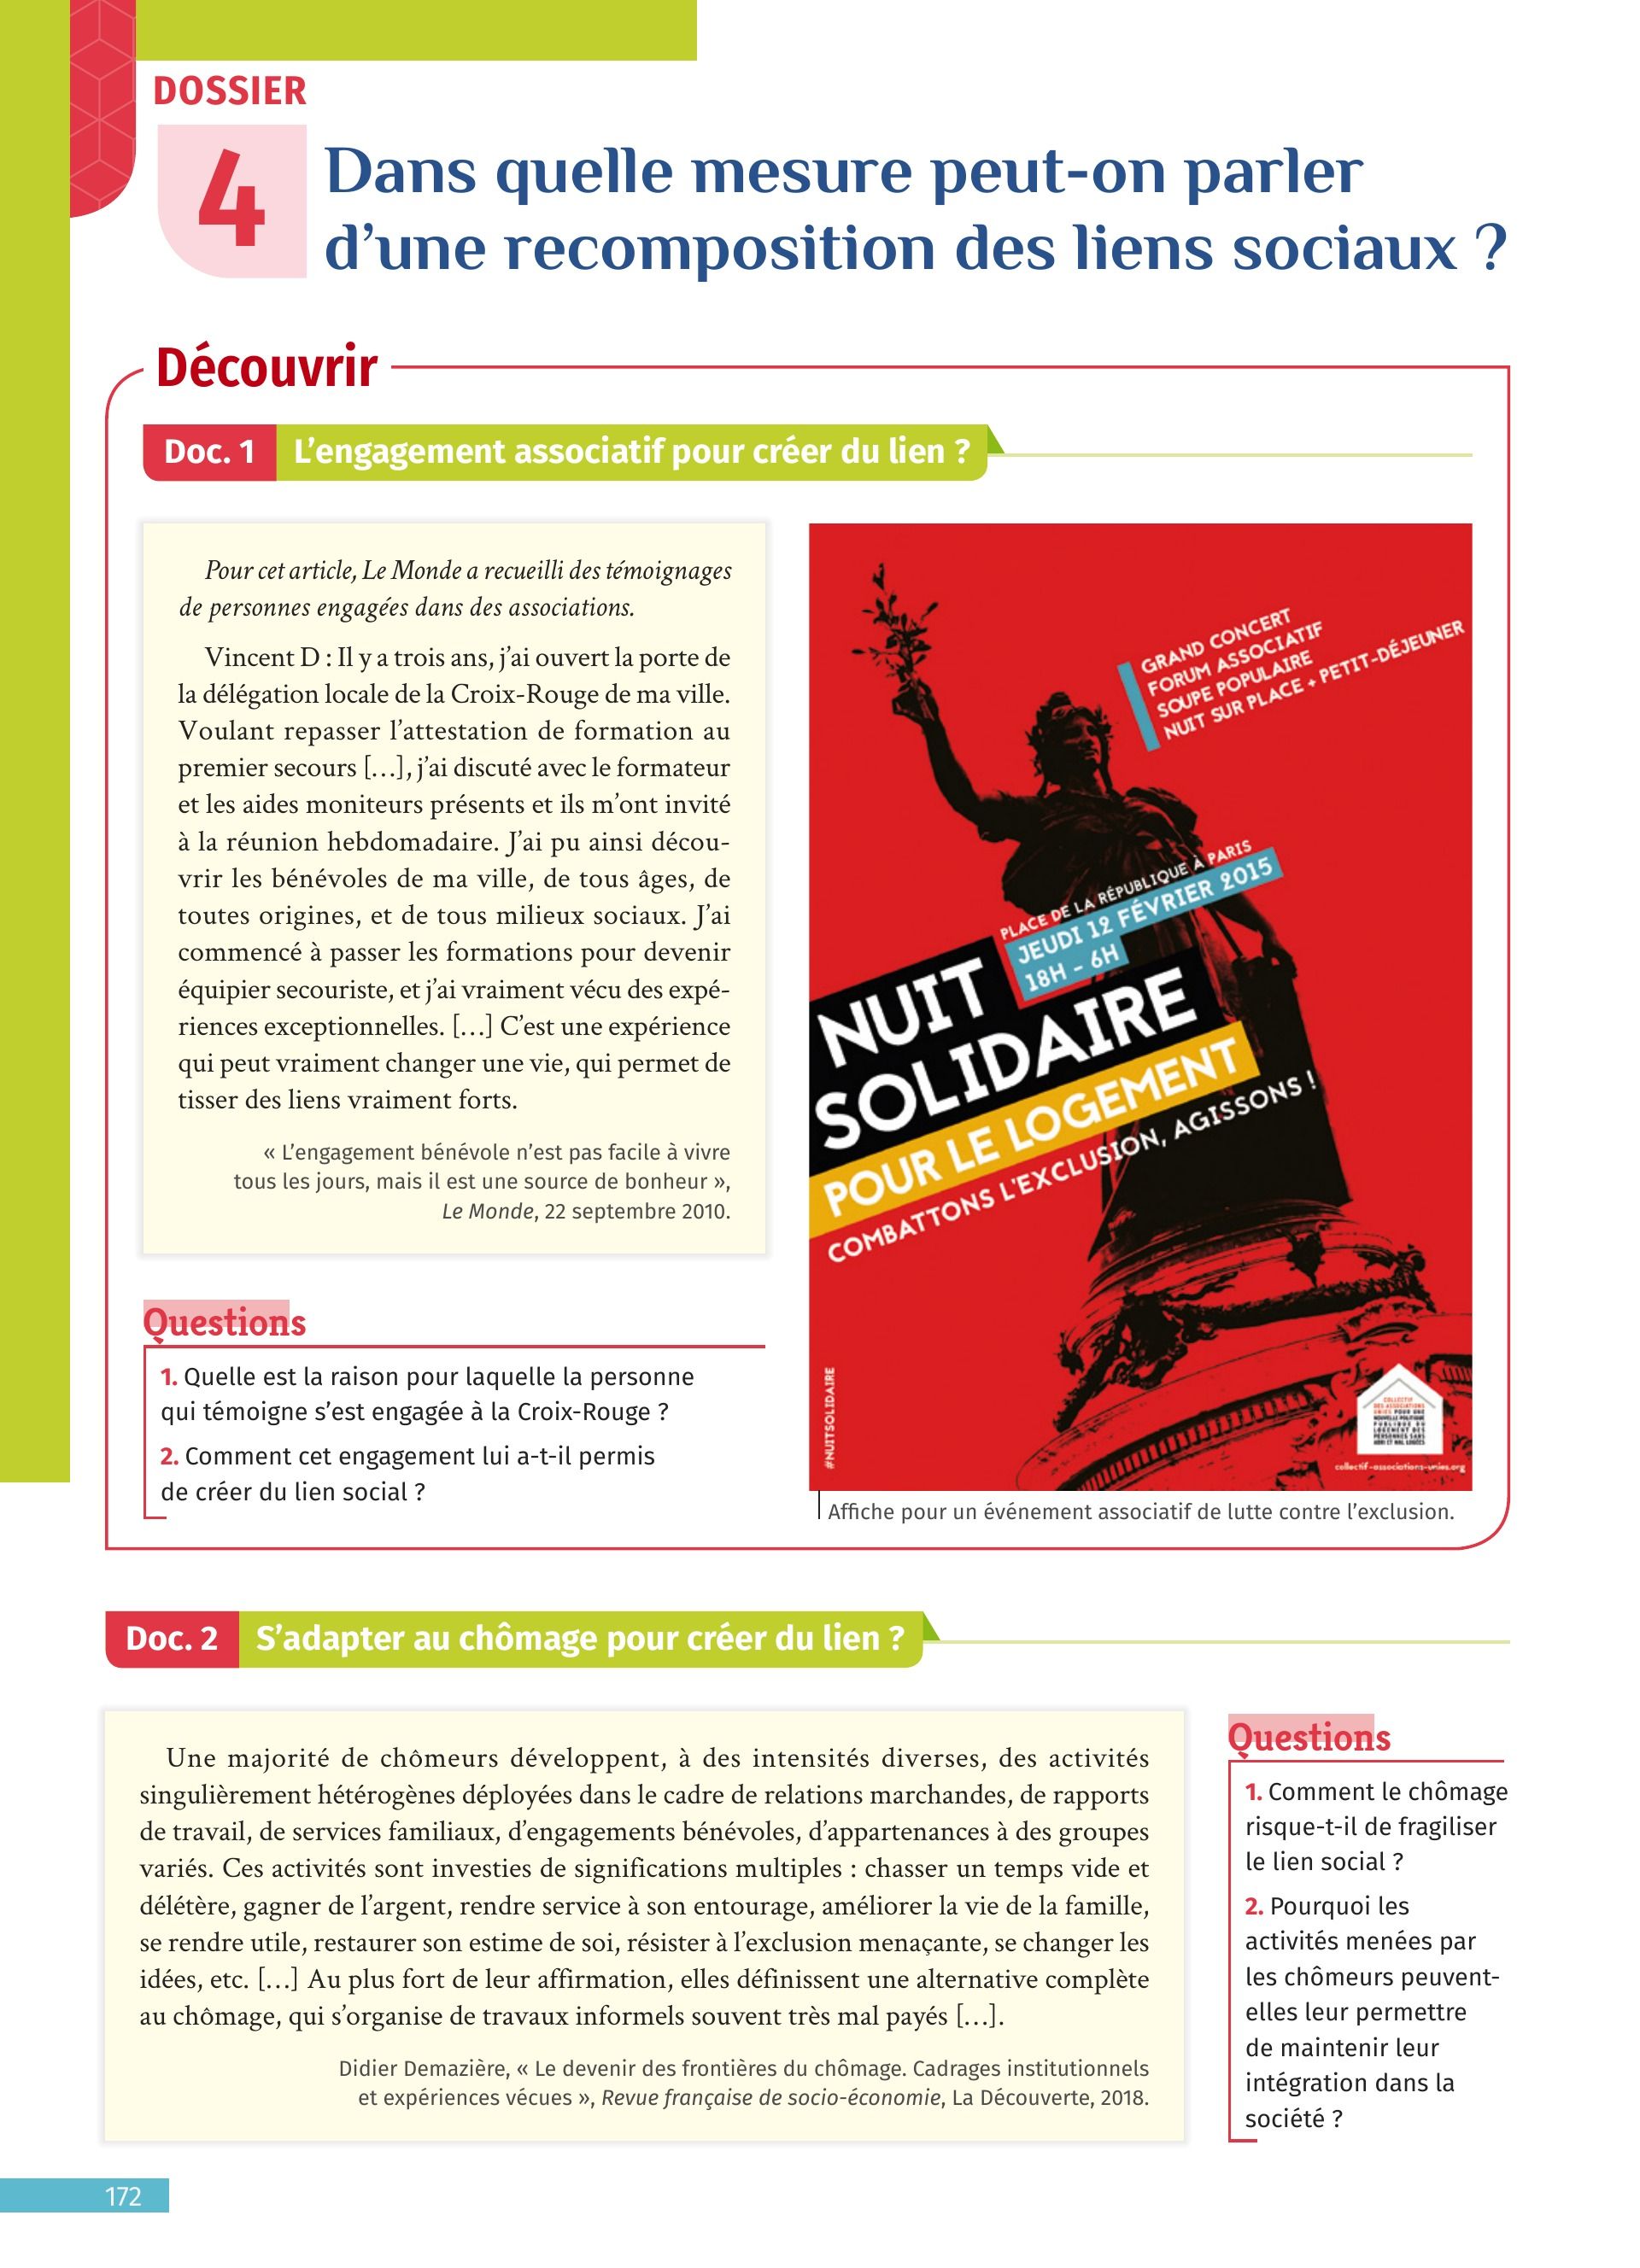 DOSSIER
4
Dans quelle mesure peut-on parler
d’une recomposition des liens sociaux ?
Découvrir
Doc. 1 L’engagement associatif pour créer du lien ?
Pour cet article, Le Monde a recueilli des témoignages
de personnes engagées dans des associations.
Vincent D : Il y a trois ans, j’ai ouvert la porte de
la délégation locale de la Croix-Rouge de ma ville.
Voulant repasser l’attestation de formation au
premier secours […], j’ai discuté avec le formateur
et les aides moniteurs présents et ils m’ont invité
à la réunion hebdomadaire. J’ai pu ainsi décou-
vrir les bénévoles de ma ville, de tous âges, de
toutes origines, et de tous milieux sociaux. J’ai
commencé à passer les formations pour devenir
équipier secouriste, et j’ai vraiment vécu des expé-
riences exceptionnelles. […] C’est une expérience
qui peut vraiment changer une vie, qui permet de
tisser des liens vraiment forts.
« L’engagement bénévole n’est pas facile à vivre
tous les jours, mais il est une source de bonheur »,
Le Monde, 22 septembre 2010.
Questions
1. Quelle est la raison pour laquelle la personne
qui témoigne s’est engagée à la Croix-Rouge ?
2. Comment cet engagement lui a-t-il permis
de créer du lien social ?
GRAND CONCERT
FORUM ASSOCIATIF
SOUPE POPULAIRE
NUIT SUR PLACE + PETIT-DÉJEUNER
PLACE DE LA RÉPUBLIQUE À PARIS
JEUDI 12 FÉVRIER 2015
18H - 6H
NUIT
SOLIDAIRE
POUR LE LOGEMENT
COMBATTONS L'EXCLUSION, AGISSONS !
#NUITSOLIDAIRE
COLLECTIF
DES ASSOCIATIONS
UNIES POUR UNE
NOUVELLE POLITIQUE
PUBLIQUE DU
LOGEMENT DES
PERSONNES SANS
ABRI ET MAL LOGÉES
collectif-associations-unies.org
Affiche pour un événement associatif de lutte contre l’exclusion.
Doc. 2 S’adapter au chômage pour créer du lien ?
Une majorité de chômeurs développent, à des intensités diverses, des activités
singulièrement hétérogènes déployées dans le cadre de relations marchandes, de rapports
de travail, de services familiaux, d’engagements bénévoles, d’appartenances à des groupes
variés. Ces activités sont investies de significations multiples : chasser un temps vide et
délétère, gagner de l’argent, rendre service à son entourage, améliorer la vie de la famille,
se rendre utile, restaurer son estime de soi, résister à l’exclusion menaçante, se changer les
idées, etc. […] Au plus fort de leur affirmation, elles définissent une alternative complète
au chômage, qui s’organise de travaux informels souvent très mal payés […].
Didier Demazière, « Le devenir des frontières du chômage. Cadrages institutionnels
et expériences vécues », Revue française de socio-économie, La Découverte, 2018.
Questions
1. Comment le chômage
risque-t-il de fragiliser
le lien social ?
2. Pourquoi les
activités menées par
les chômeurs peuvent-
elles leur permettre
de maintenir leur
intégration dans la
société ?
172